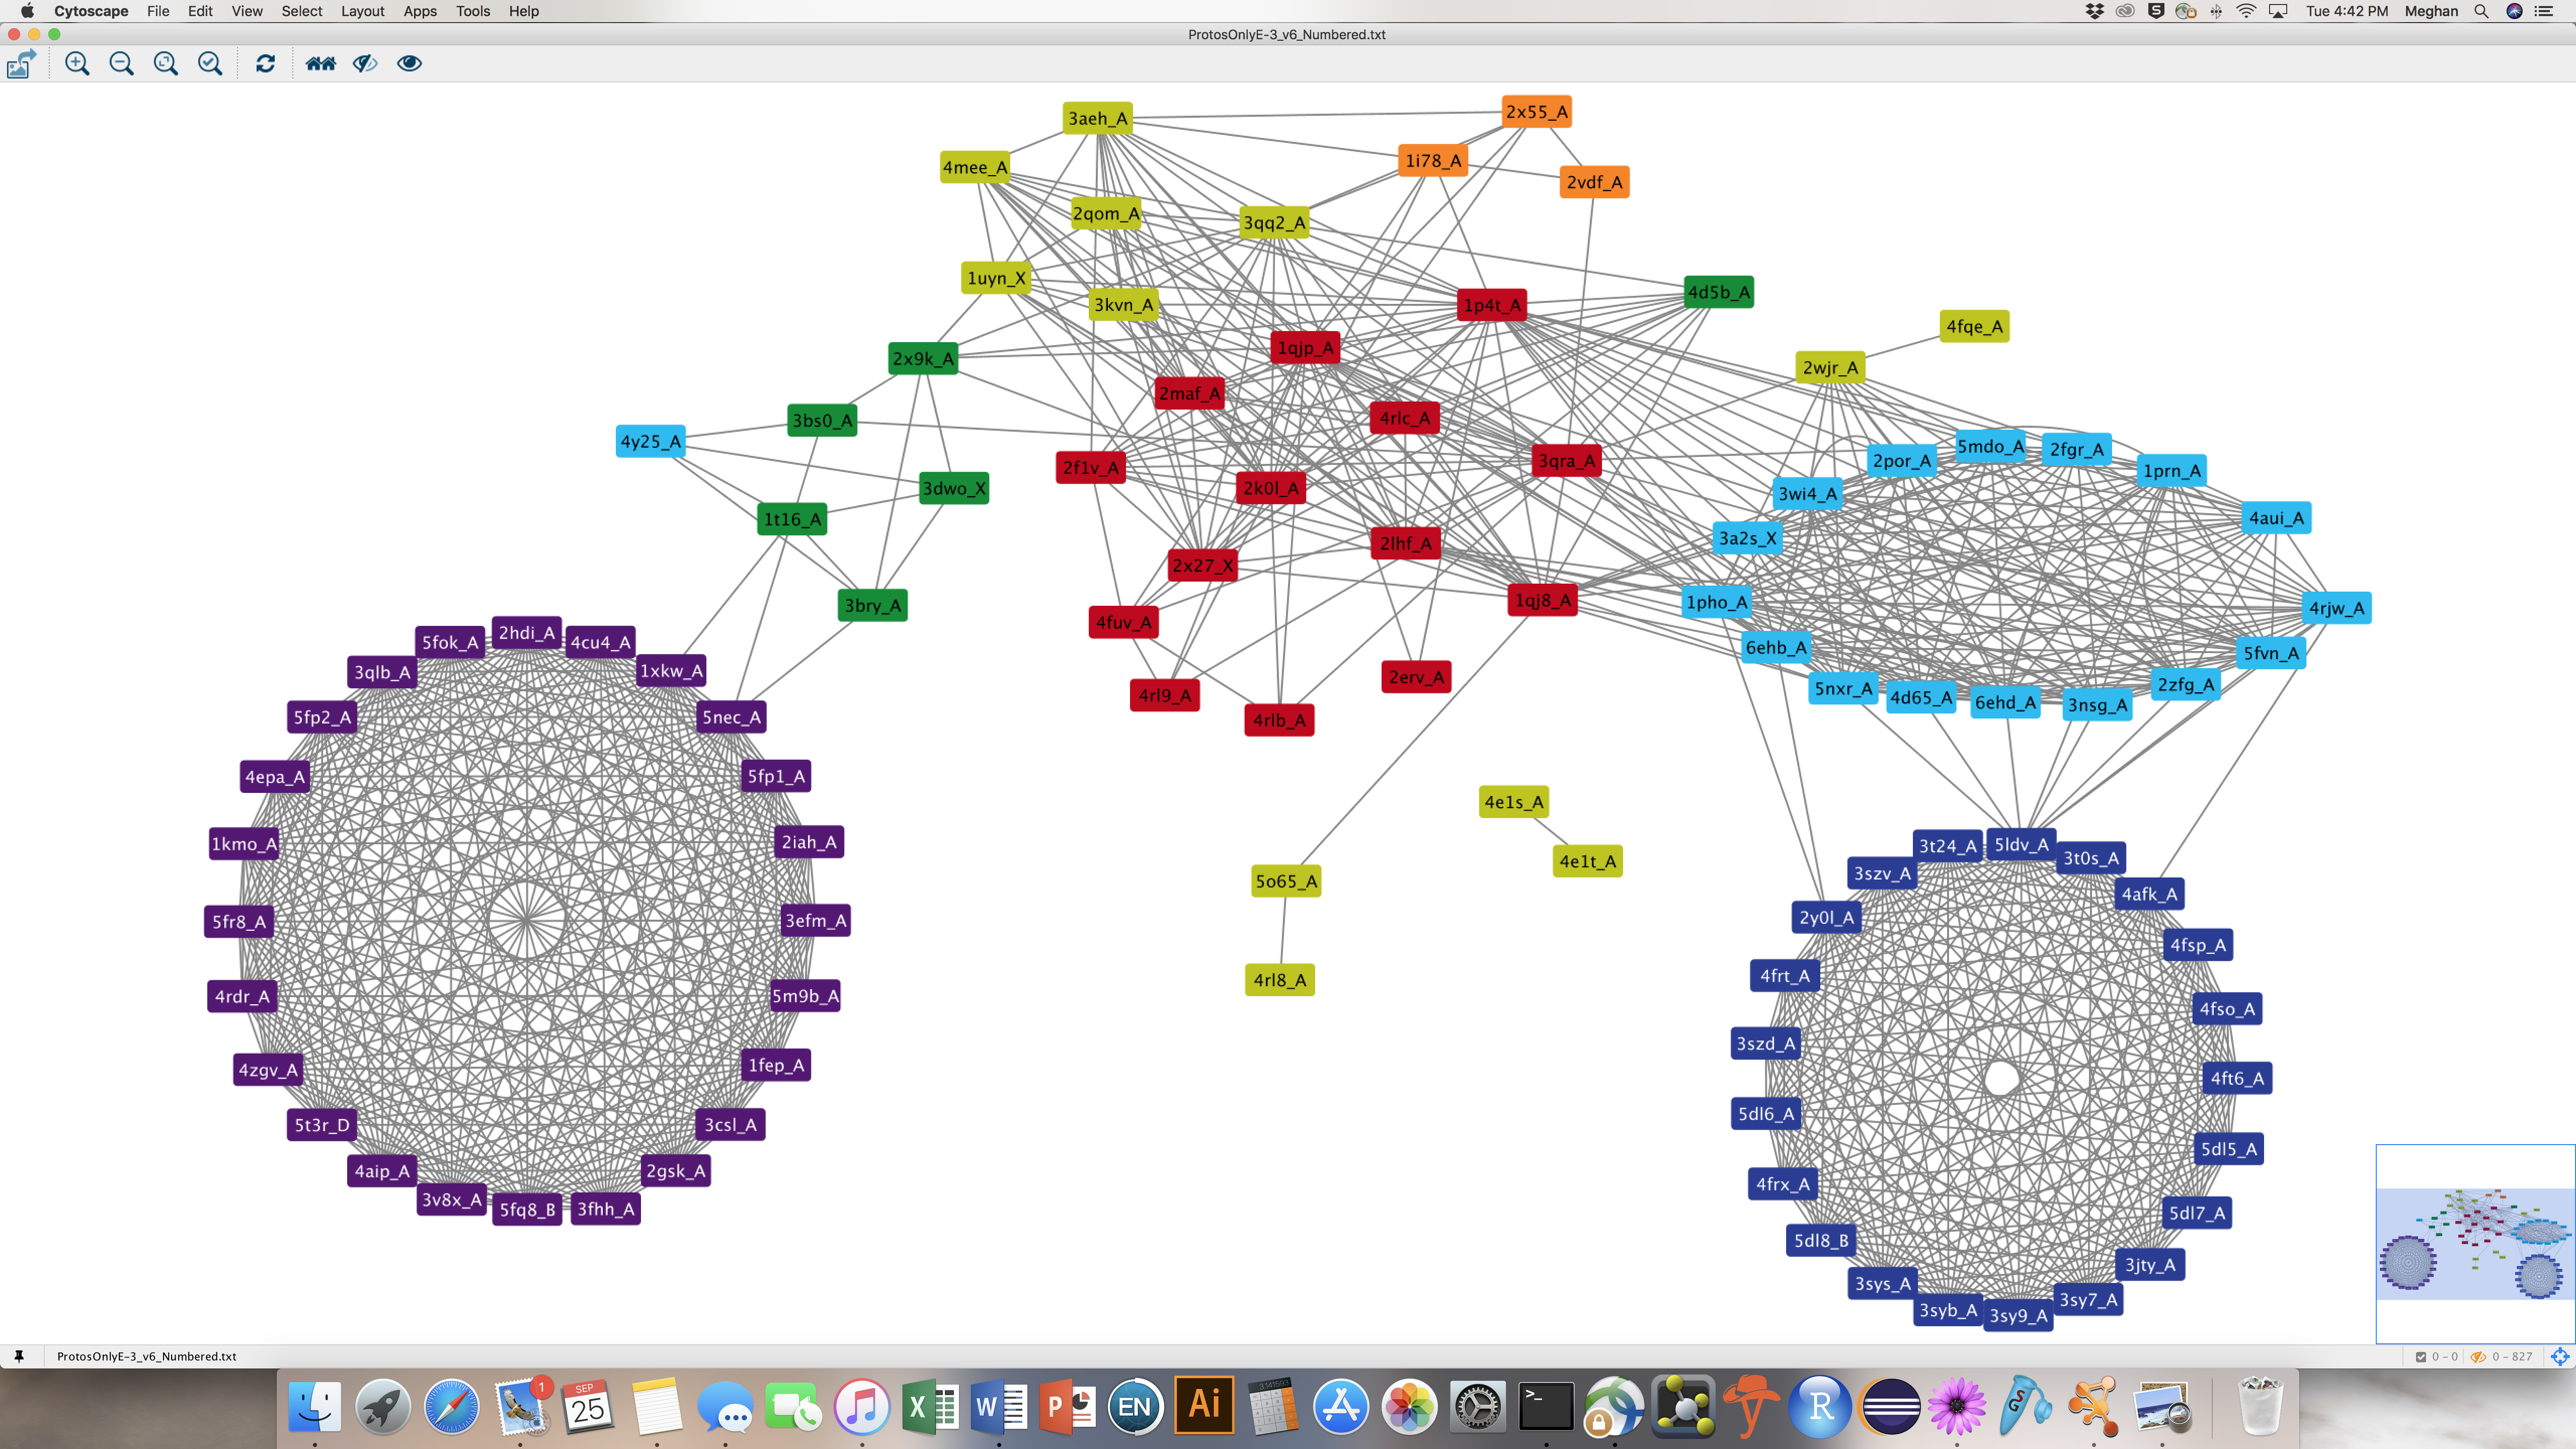 Cytoscape File Edit View Select Layout Apps Tools Help Tue 4:42 PM Meghan
ProtosOnlyE-3_v6_Numbered.txt
3aeh_A
2x55_A
4mee_A
1i78_A
2vdf_A
2qom_A
3qq2_A
1uyn_X
3kvn_A
1p4t_A
4d5b_A
4fqe_A
2x9k_A
1qjp_A
2wjr_A
2maf_A
4rlc_A
3bs0_A
4y25_A
2f1v_A
3qra_A
2k0l_A
3dwo_X
1t16_A
2por_A
5mdo_A
2fgr_A
1prn_A
3wi4_A
4aui_A
3a2s_X
2lhf_A
2x27_X
1qj8_A
1pho_A
4rjw_A
3bry_A
4fuv_A
6ehb_A
5fvn_A
2erv_A
4rl9_A
4rlb_A
5nxr_A
4d65_A
6ehd_A
3nsg_A
2zfg_A
5fok_A
2hdi_A
4cu4_A
3qlb_A
1xkw_A
5fp2_A
5nec_A
4epa_A
5fp1_A
1kmo_A
2iah_A
5fr8_A
3efm_A
4rdr_A
5m9b_A
4zgv_A
1fep_A
5t3r_D
3csl_A
4aip_A
2gsk_A
3v8x_A
5fq8_B
3fhh_A
4e1s_A
4e1t_A
5o65_A
4rl8_A
3t24_A
5ldv_A
3t0s_A
3szv_A
4afk_A
2y0l_A
4fsp_A
4frt_A
4fso_A
3szd_A
4ft6_A
5dl6_A
5dl5_A
4frx_A
5dl7_A
5dl8_B
3jty_A
3sys_A
3syb_A
3sy9_A
3sy7_A
ProtosOnlyE-3_v6_Numbered.txt
0 - 0 0 - 827
1
SEP
25
X
W
P
EN
Ai
>_
R